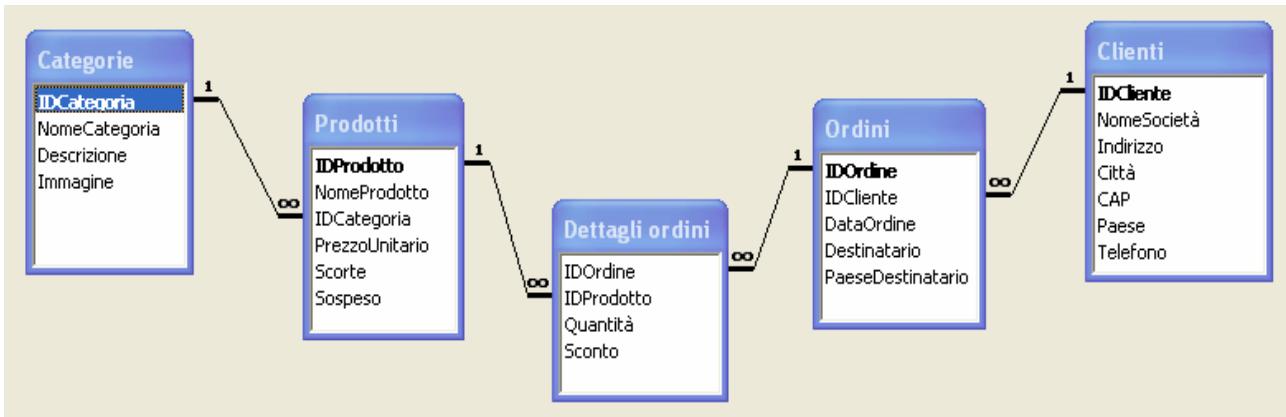 Categorie
IDCategoria
NomeCategoria
Descrizione
Immagine
1
∞
Prodotti
IDProdotto
NomeProdotto
IDCategoria
PrezzoUnitario
Scorte
Sospeso
1
∞
Dettagli ordini
IDOrdine
IDProdotto
Quantità
Sconto
∞
1
Ordini
IDOrdine
IDCliente
DataOrdine
Destinatario
PaeseDestinatario
∞
1
Clienti
IDCliente
NomeSocietà
Indirizzo
Città
CAP
Paese
Telefono